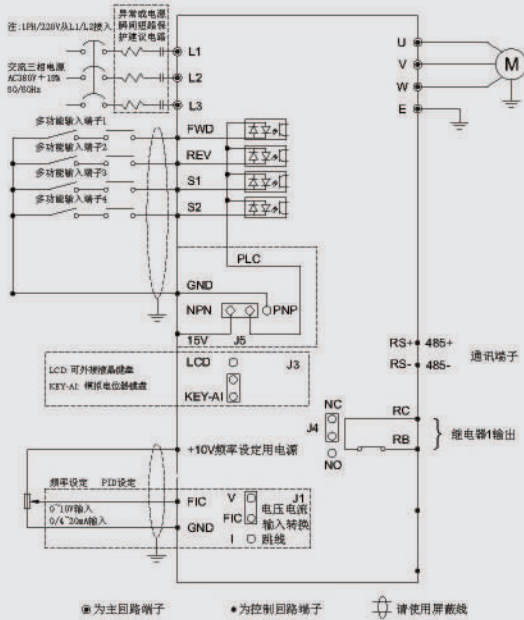 注:1PH/220V从L1/L2接入
异常或电源
瞬间短路保
护建议电路
交流三相电源
AC380V+15%
50/60Hz
L1
L2
L3
U
V
W
E
M
多功能输入端子1
多功能输入端子2
多功能输入端子3
多功能输入端子4
FWD
REV
S1
S2
PLC
GND
NPN
PNP
15V
J5
LCD: 可外接液晶键盘
KEY-AI: 模拟电位器键盘
LCD
KEY-AI
J3
RS+
485+
RS-
485-
通讯端子
NC
J4
NO
RC
RB
继电器1输出
+10V频率设定用电源
频率设定 PID设定
0~10V输入
0/4~20mA输入
FIC
GND
V
FIC
I
J1
电压电流
输入转换
跳线
为主回路端子
为控制回路端子
请使用屏蔽线